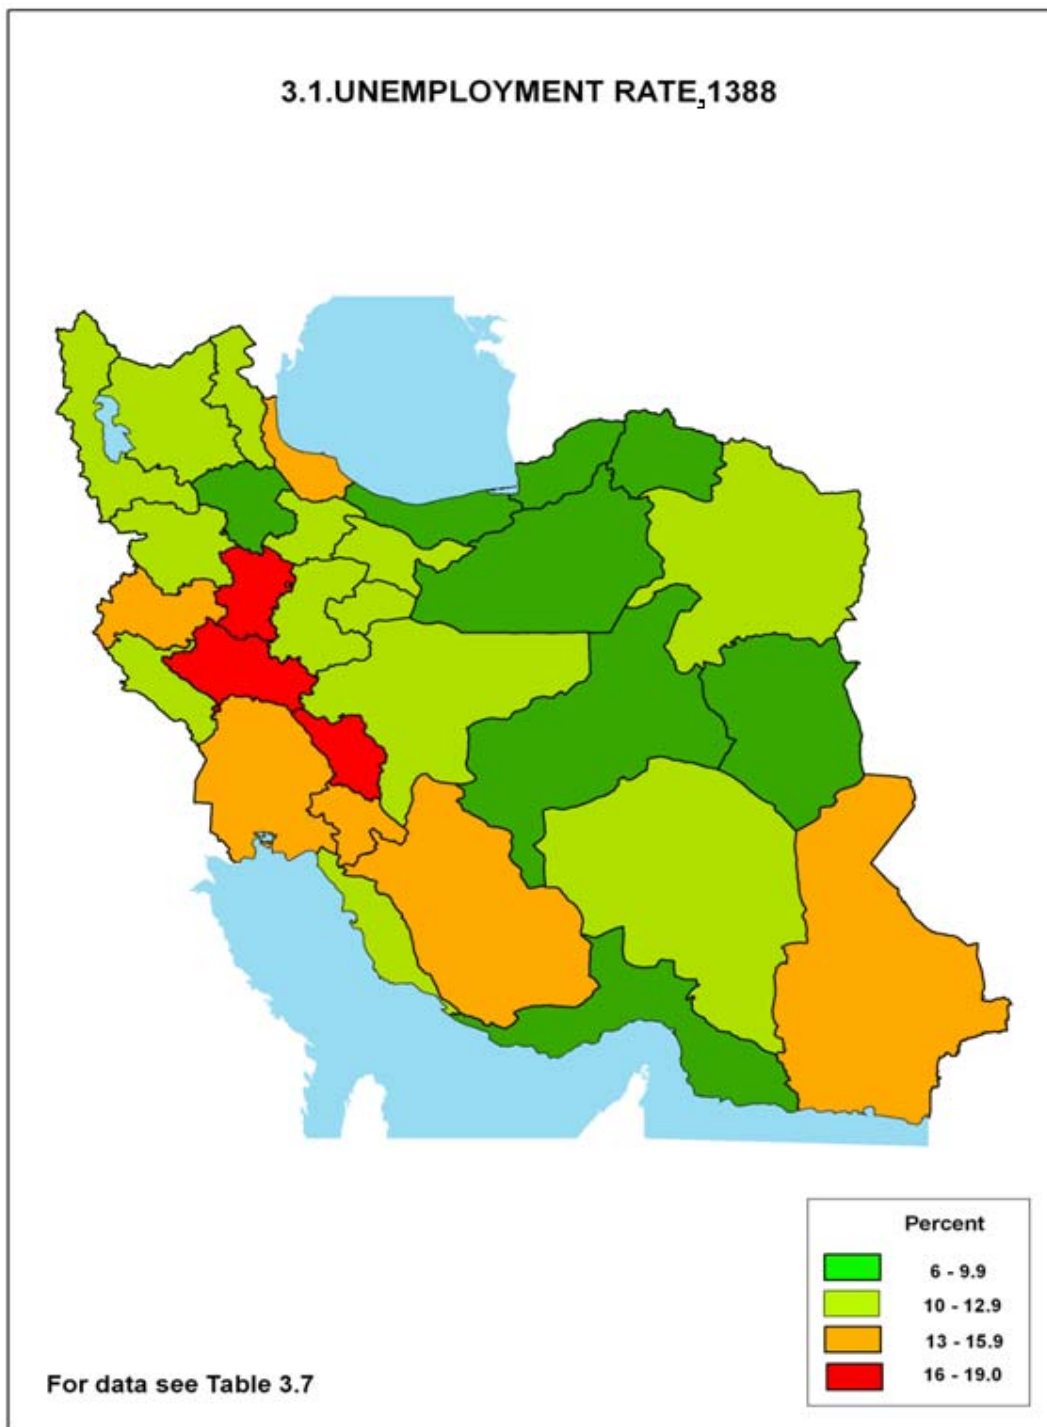 3.1.UNEMPLOYMENT RATE,1388
Percent
6 - 9.9
10 - 12.9
13 - 15.9
16 - 19.0
For data see Table 3.7